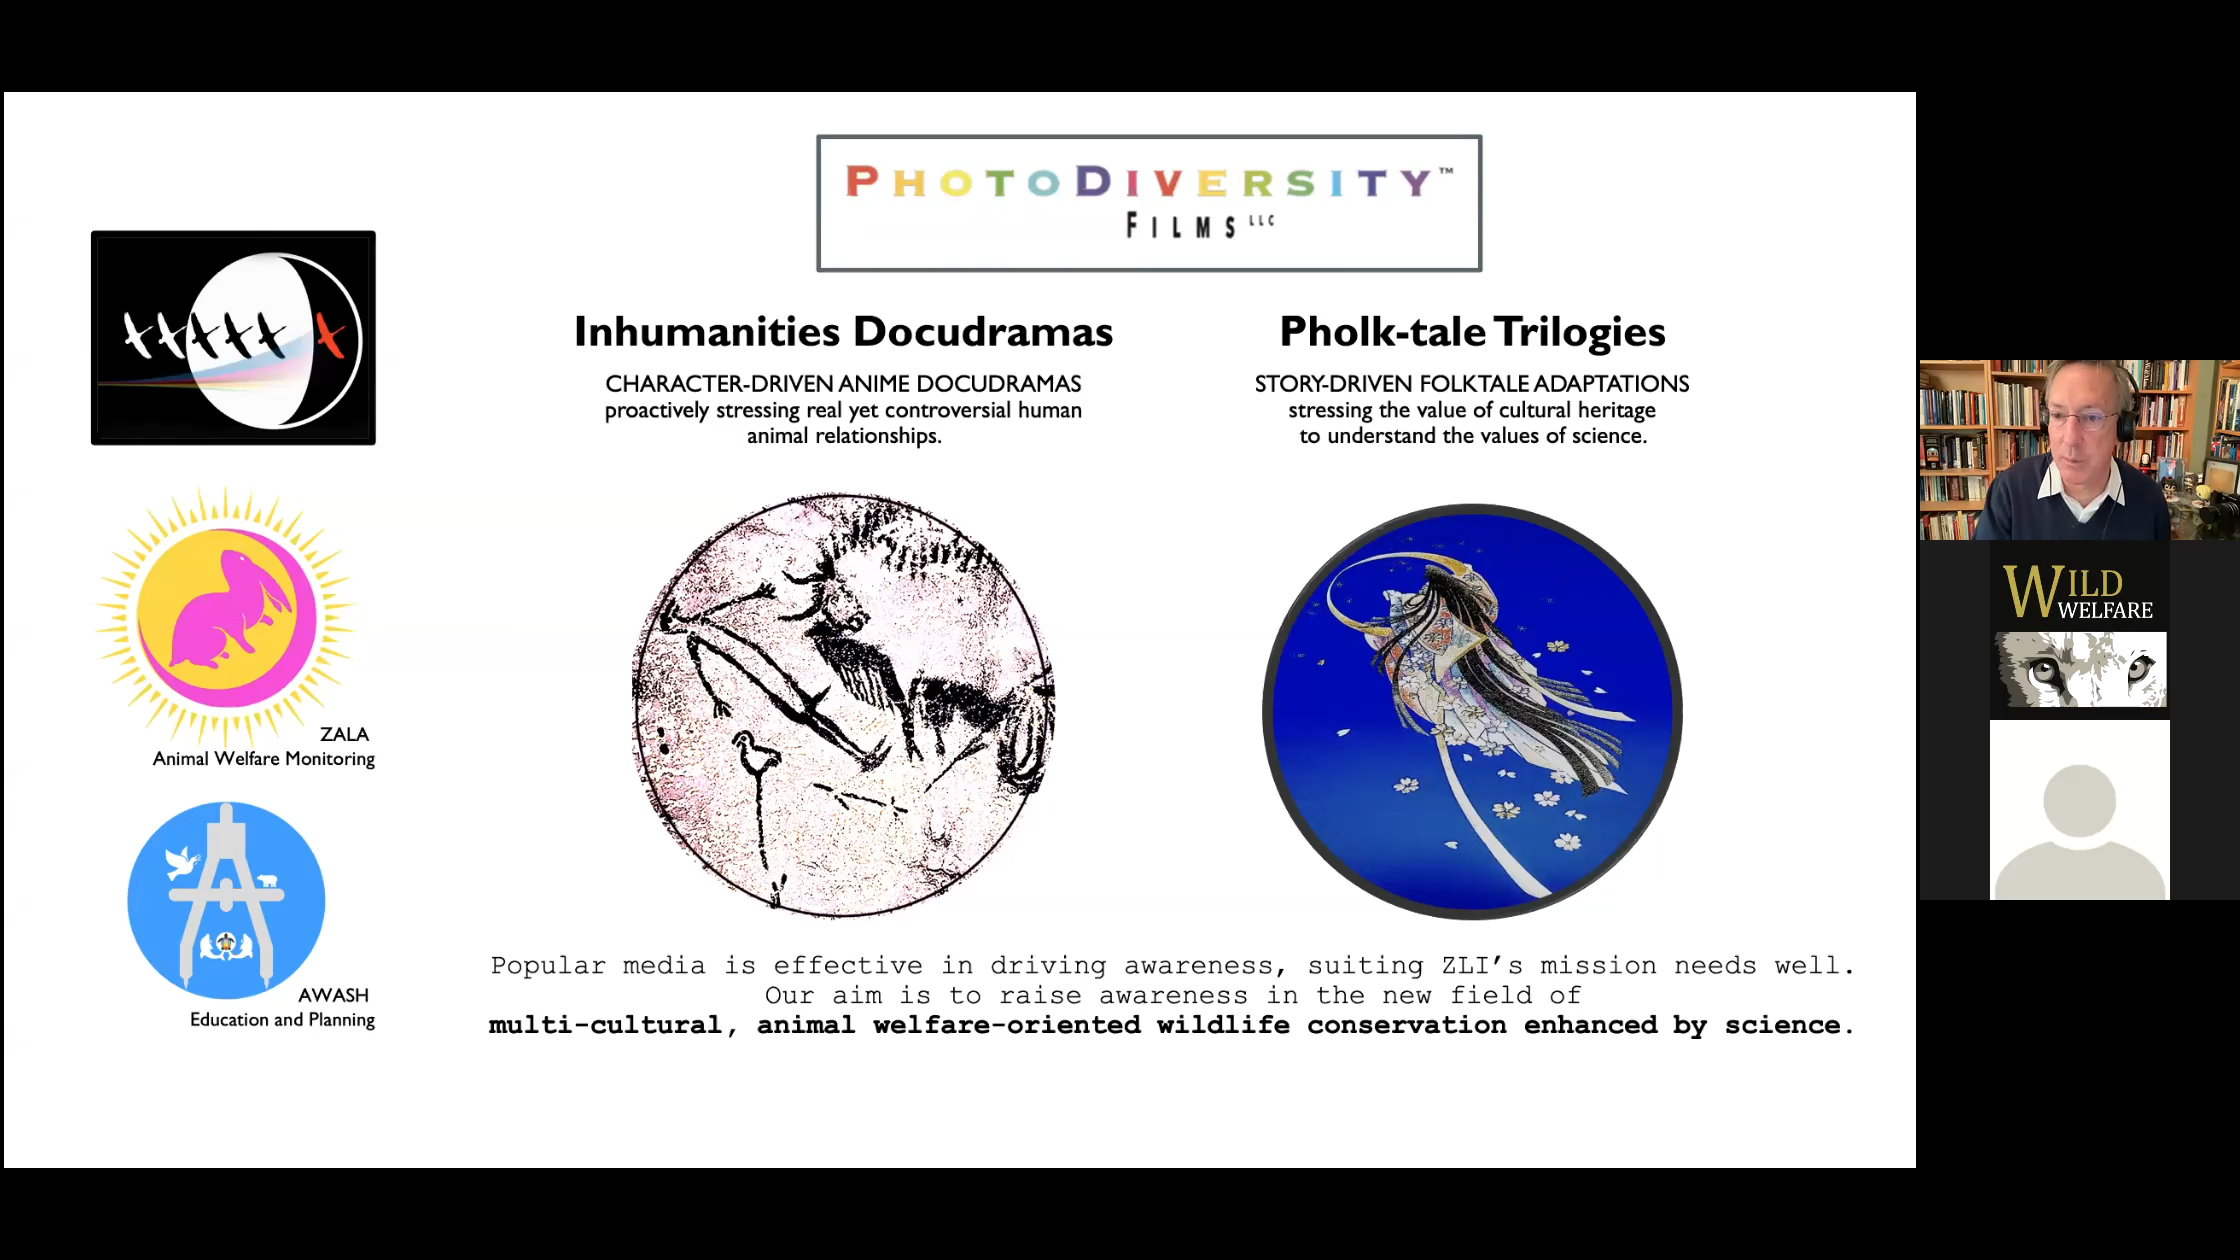 PHOTODIVERSITY™
FILMS LLC
Inhumanities Docudramas
CHARACTER-DRIVEN ANIME DOCUDRAMAS
proactively stressing real yet controversial human
animal relationships.
Pholk-tale Trilogies
STORY-DRIVEN FOLKTALE ADAPTATIONS
stressing the value of cultural heritage
to understand the values of science.
ZALA
Animal Welfare Monitoring
AWASH
Education and Planning
Popular media is effective in driving awareness, suiting ZLI’s mission needs well.
Our aim is to raise awareness in the new field of
multi-cultural, animal welfare-oriented wildlife conservation enhanced by science.
WILD
WELFARE